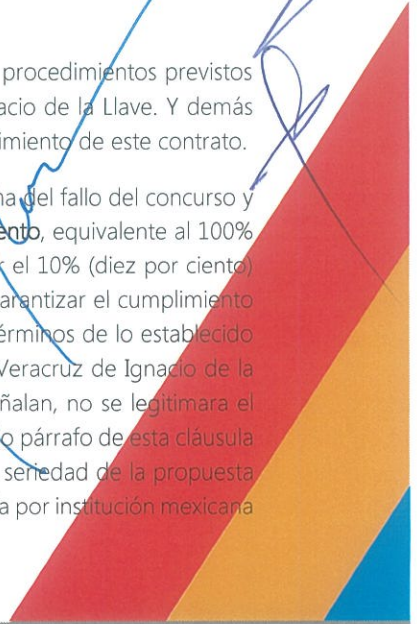 procedimientos previstos
acio de la Llave. Y demás
imiento de este contrato.
na del fallo del concurso y
ento, equivalente al 100%
r el 10% (diez por ciento)
arantizar el cumplimiento
érminos de lo establecido
Veracruz de Ignacio de la
ñalan, no se legitimara el
o párrafo de esta cláusula
seriedad de la propuesta
a por institución mexicana